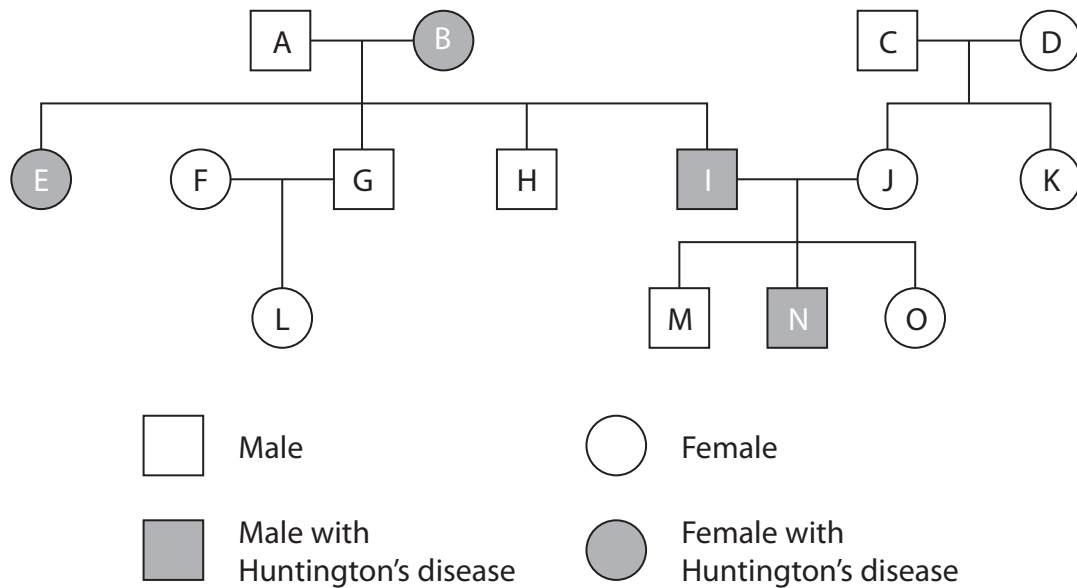 A
B
C
D
E
F
G
H
I
J
K
L
M
N
O
Male
Female
Male with
Huntington's disease
Female with
Huntington's disease